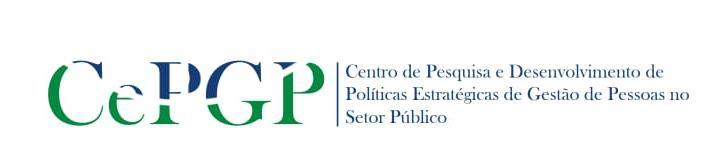 CePGP
Centro de Pesquisa e Desenvolvimento de
Políticas Estratégicas de Gestão de Pessoas no
Setor Público